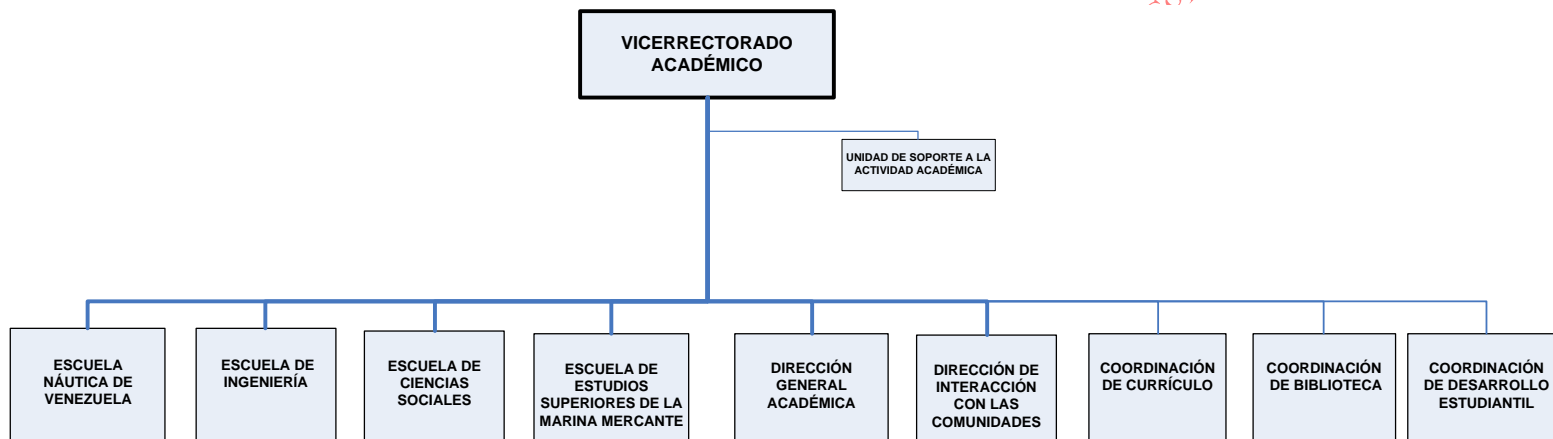 VICERRECTORADO
ACADÉMICO
UNIDAD DE SOPORTE A LA
ACTIVIDAD ACADÉMICA
ESCUELA
NÁUTICA DE
VENEZUELA
ESCUELA DE
INGENIERÍA
ESCUELA DE
CIENCIAS
SOCIALES
ESCUELA DE
ESTUDIOS
SUPERIORES DE LA
MARINA MERCANTE
DIRECCIÓN
GENERAL
ACADÉMICA
DIRECCIÓN DE
INTERACCIÓN
CON LAS
COMUNIDADES
COORDINACIÓN
DE CURRÍCULO
COORDINACIÓN
DE BIBLIOTECA
COORDINACIÓN
DE DESARROLLO
ESTUDIANTIL